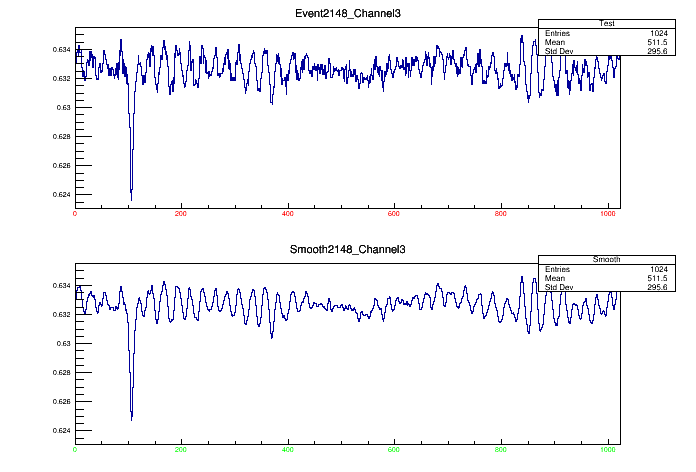 Event2148_Channel3
Test
Entries 1024
Mean 511.5
Std Dev 295.6
0.634
0.632
0.63
0.628
0.626
0.624
0 200 400 600 800 1000
Smooth2148_Channel3
Smooth
Entries 1024
Mean 511.5
Std Dev 295.6
0.634
0.632
0.63
0.628
0.626
0.624
0 200 400 600 800 1000